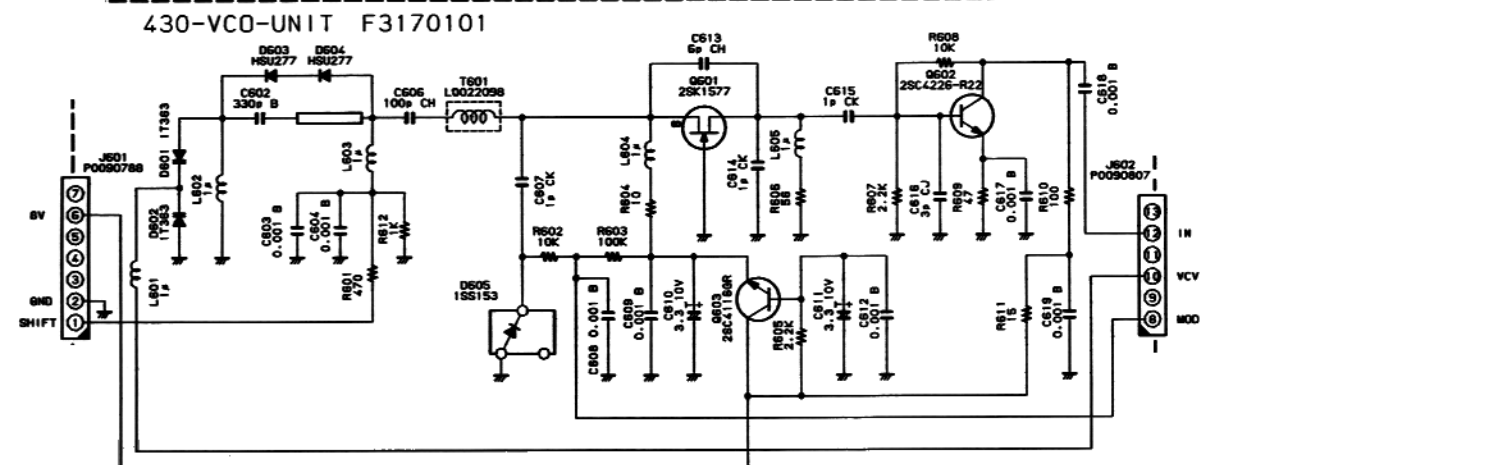 430-VCO-UNIT F3170101
D603
HSU277
D604
HSU277
C602
330p B
C606
100p CH
T601
L0022098
C613
6p CH
Q601
2SK1577
S
C615
1p CK
R608
10K
Q602
2SC4226-R22
C618
0.001 B
J601
P0090788
7
6
5
4
3
2
1
8V
GND
SHIFT
D601 1T363
D602
1T363
L602
1μ
L601
1μ
L603
1μ
C603
0.001 B
C604
0.001 B
R612
1K
R601
470
C607
1p CK
L604
1μ
R604
10
C614
1p CK
L605
1μ
R606
56
R607
2.2K
C616
3p CJ
R609
47
C617
0.001 B
R610
100
R602
10K
R603
100K
D605
1SS153
C608 0.001 B
C609
0.001 B
C610
3.3 10V
+
Q603
2SC4116GR
R605
2.2K
C611
3.3 10V
+
C612
0.001 B
R611
15
C619
0.001 B
J602
P0090807
13
12
11
10
9
8
IN
VCV
MOD